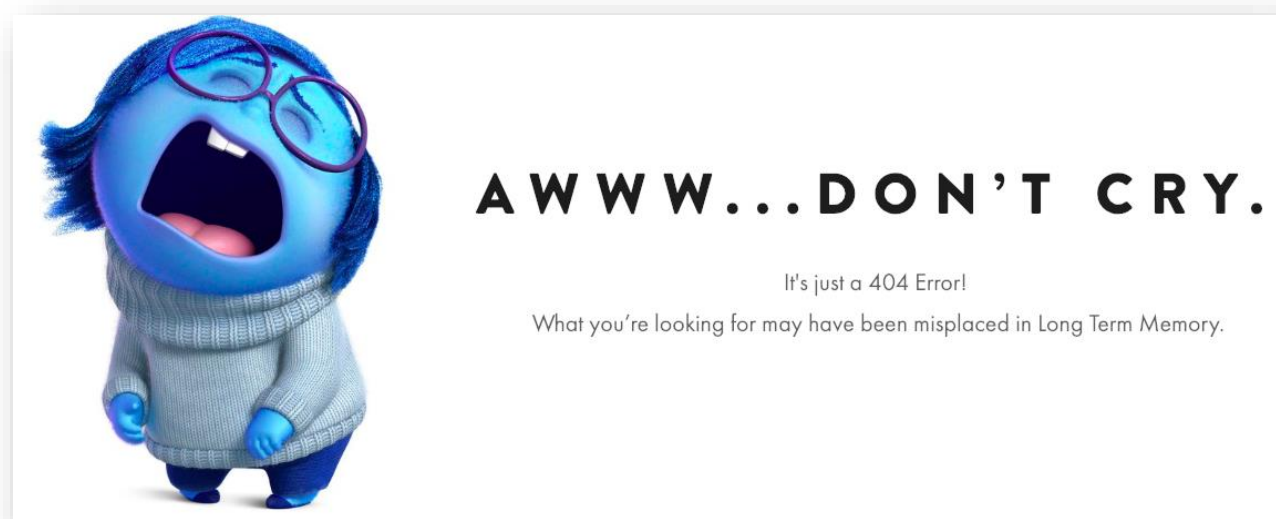 AWWW...DON’T CRY.
It's just a 404 Error!
What you’re looking for may have been misplaced in Long Term Memory.